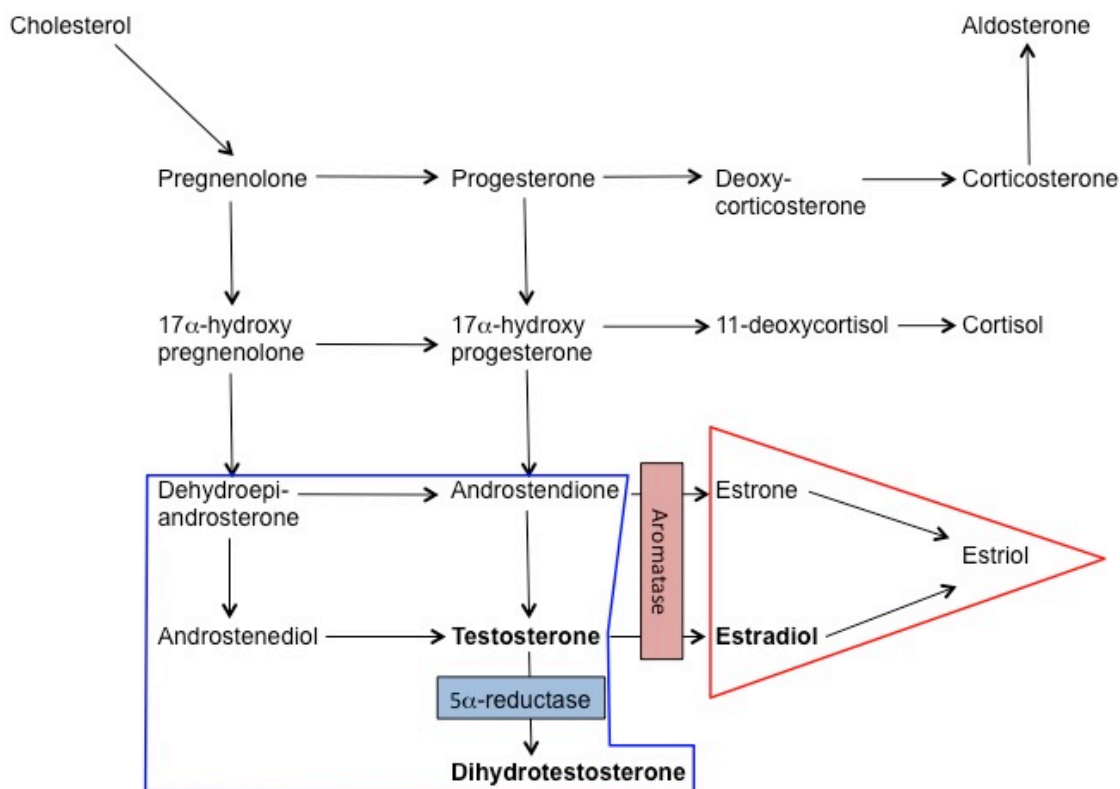 Cholesterol
Aldosterone
Pregnenolone
Progesterone
Deoxy-
corticosterone
Corticosterone
17α-hydroxy
pregnenolone
17α-hydroxy
progesterone
11-deoxycortisol
Cortisol
Dehydroepi-
androsterone
Androstendione
Aromatase
Estrone
Estriol
Androstenediol
Testosterone
Estradiol
5α-reductase
Dihydrotestosterone